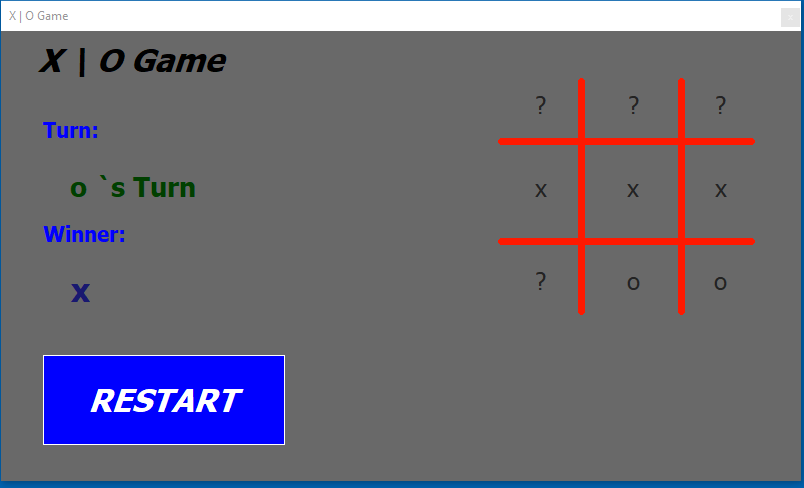 X | O Game
X | O Game
Turn:
o `s Turn
Winner:
x
RESTART
? ? ?
x x x
? o o